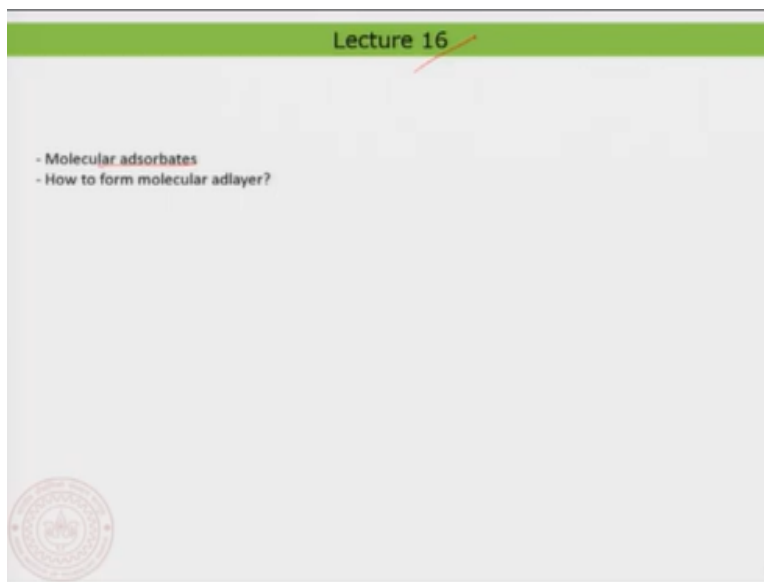 Lecture 16
- Molecular adsorbates
- How to form molecular adlayer?